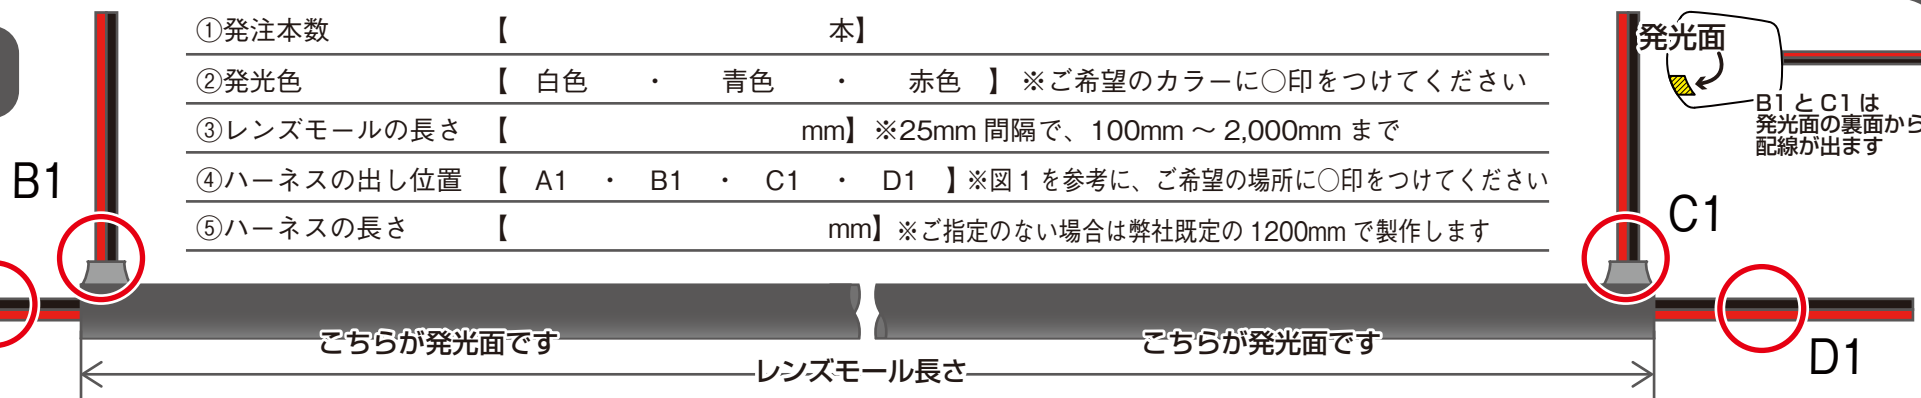 ①発注本数 【 本】
②発光色 【 白色 ・ 青色 ・ 赤色 】 ※ご希望のカラーに○印をつけてください
③レンズモールの長さ 【 mm】 ※25mm 間隔で、100mm ～ 2,000mm まで
④ハーネスの出し位置 【 A1 ・ B1 ・ C1 ・ D1 】※図 1 を参考に、ご希望の場所に○印をつけてください
⑤ハーネスの長さ 【 mm】 ※ご指定のない場合は弊社既定の 1200mm で製作します
発光面
B1 と C1 は
発光面の裏面から
配線が出ます
B1
C1
こちらが発光面です
こちらが発光面です
レンズモール長さ
D1